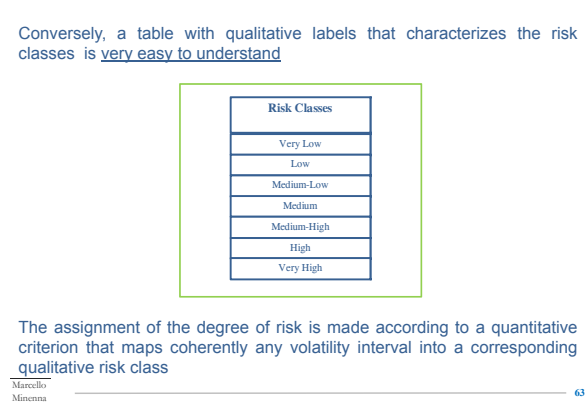 Conversely, a table with qualitative labels that characterizes the risk
classes is very easy to understand
Risk Classes
Very Low
Low
Medium-Low
Medium
Medium-High
High
Very High
The assignment of the degree of risk is made according to a quantitative
criterion that maps coherently any volatility interval into a corresponding
qualitative risk class
Marcello
Minenna
63